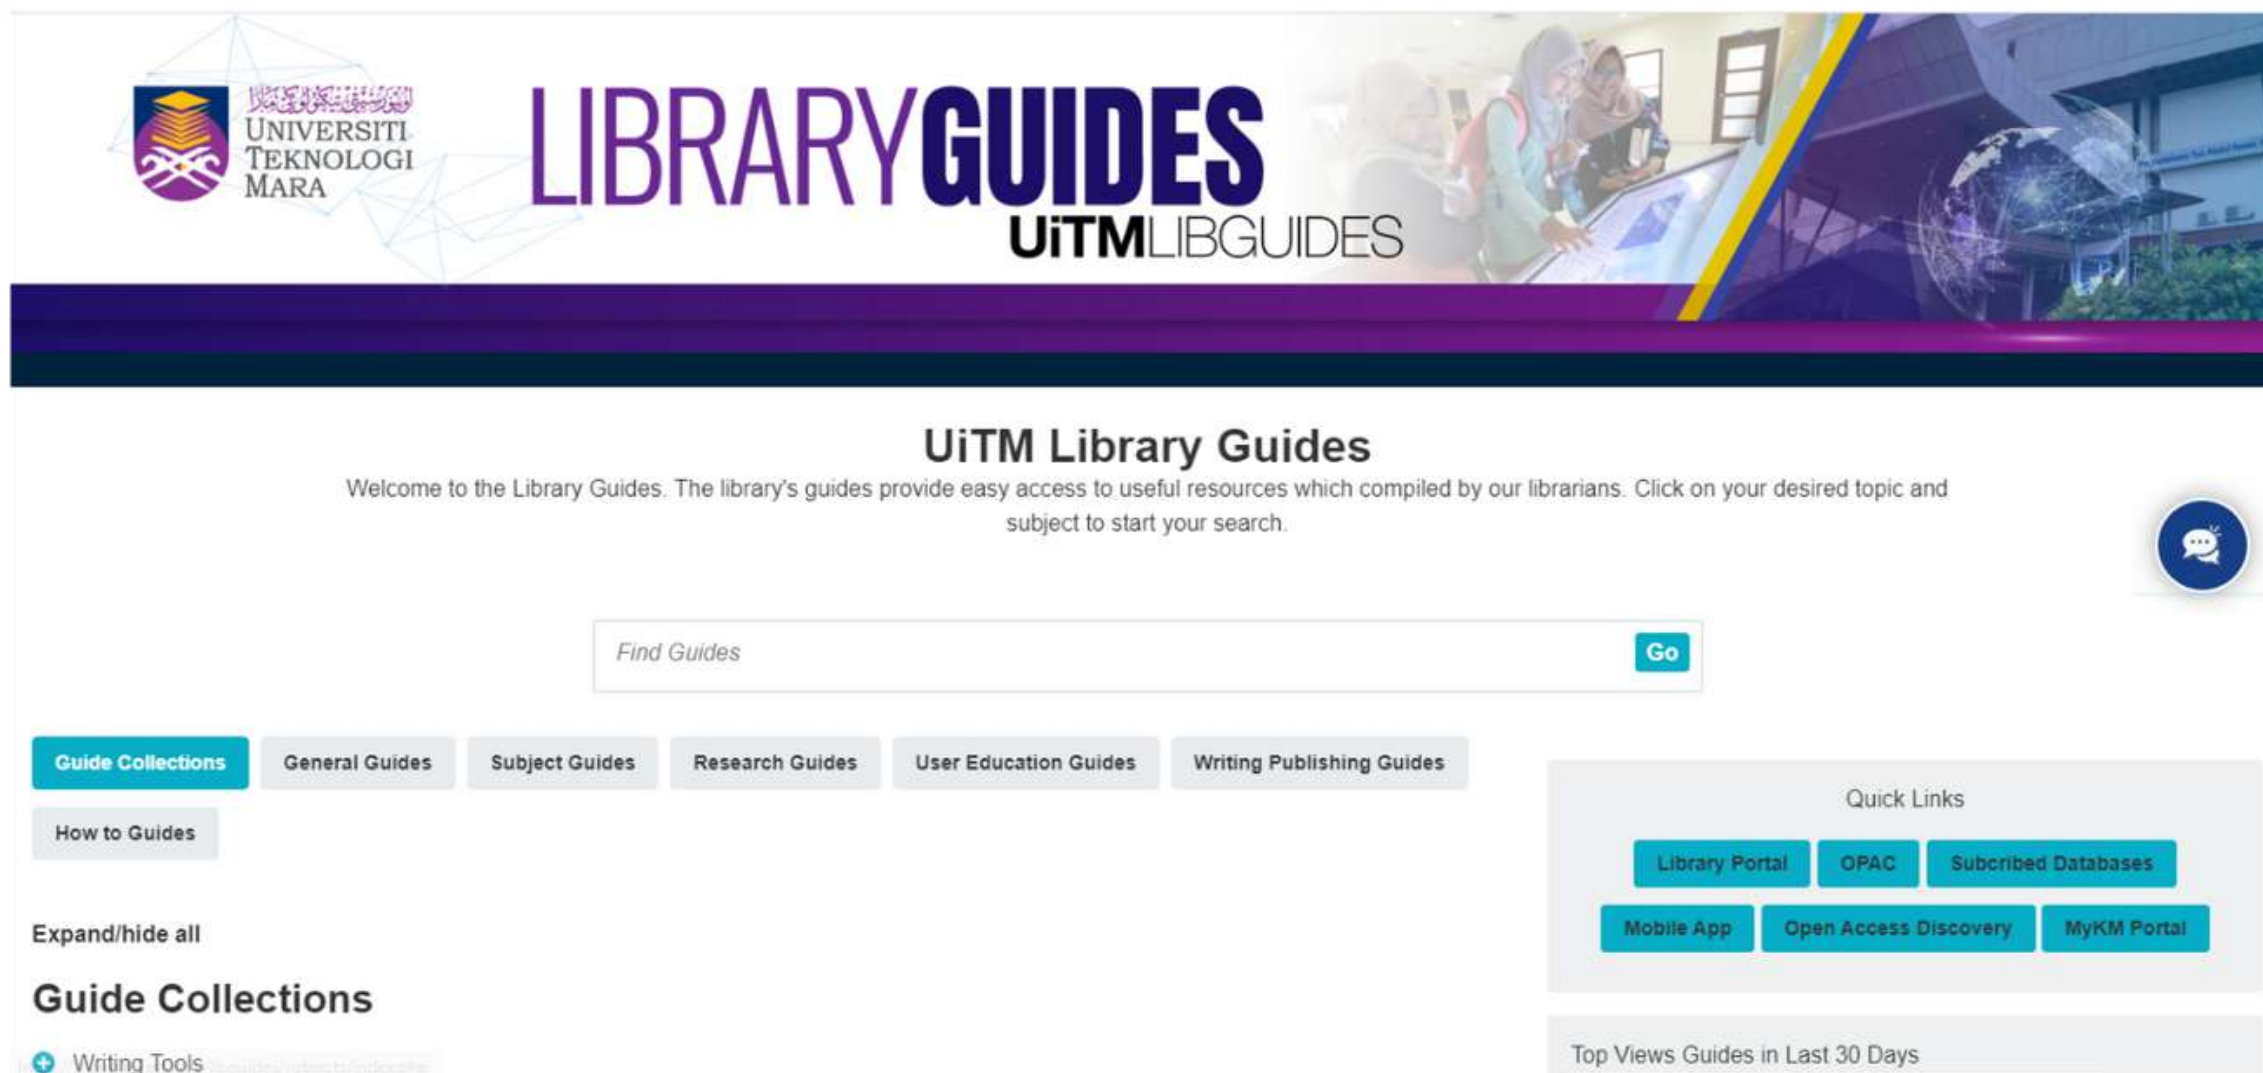 اونيۏرسيتي تيکنولوݢي مارا
UNIVERSITI
TEKNOLOGI
MARA
LIBRARYGUIDES
UiTMLIBGUIDES
UiTM Library Guides
Welcome to the Library Guides. The library's guides provide easy access to useful resources which compiled by our librarians. Click on your desired topic and
subject to start your search.
Find Guides
Go
Guide Collections
General Guides
Subject Guides
Research Guides
User Education Guides
Writing Publishing Guides
How to Guides
Expand/hide all
Guide Collections
Writing Tools
Quick Links
Library Portal
OPAC
Subcribed Databases
Mobile App
Open Access Discovery
MyKM Portal
Top Views Guides in Last 30 Days